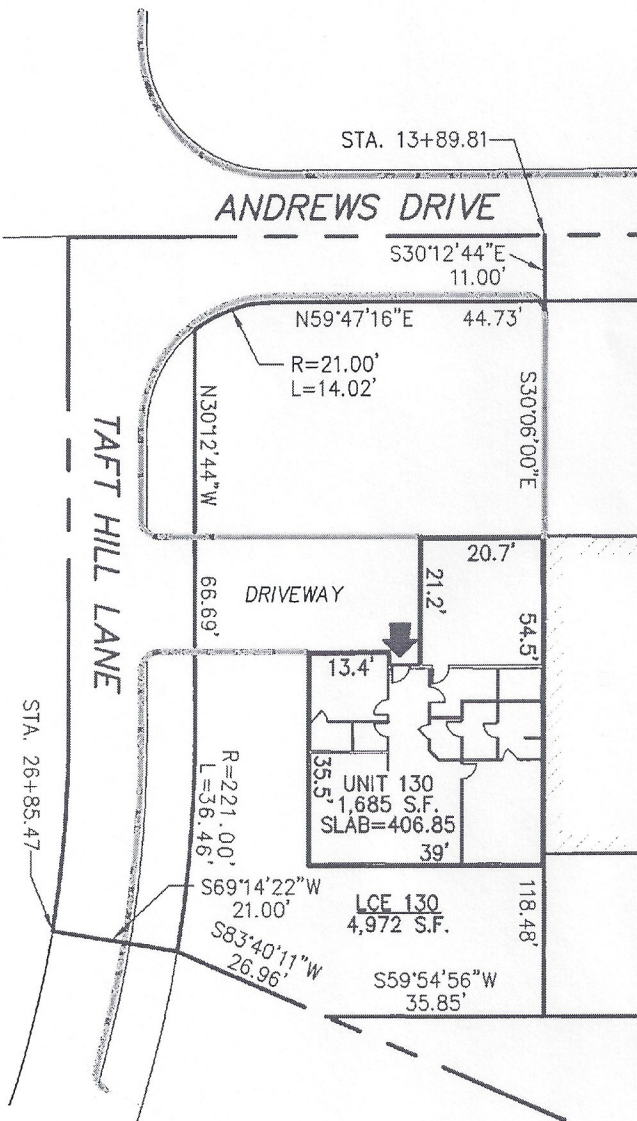 STA. 13+89.81
ANDREWS DRIVE
S30°12'44"E
11.00'
N59°47'16"E 44.73'
R=21.00'
L=14.02'
S30°06'00"E
N30°12'44"W
TAFT HILL LANE
20.7'
21.2'
54.5'
66.69'
DRIVEWAY
13.4'
STA. 26+85.47
R=221.00'
L=36.46'
35.5'
UNIT 130
1,685 S.F.
SLAB=406.85
39'
S69°14'22"W
21.00'
LCE 130
4,972 S.F.
118.48'
S83°40'11"W
26.96'
S59°54'56"W
35.85'